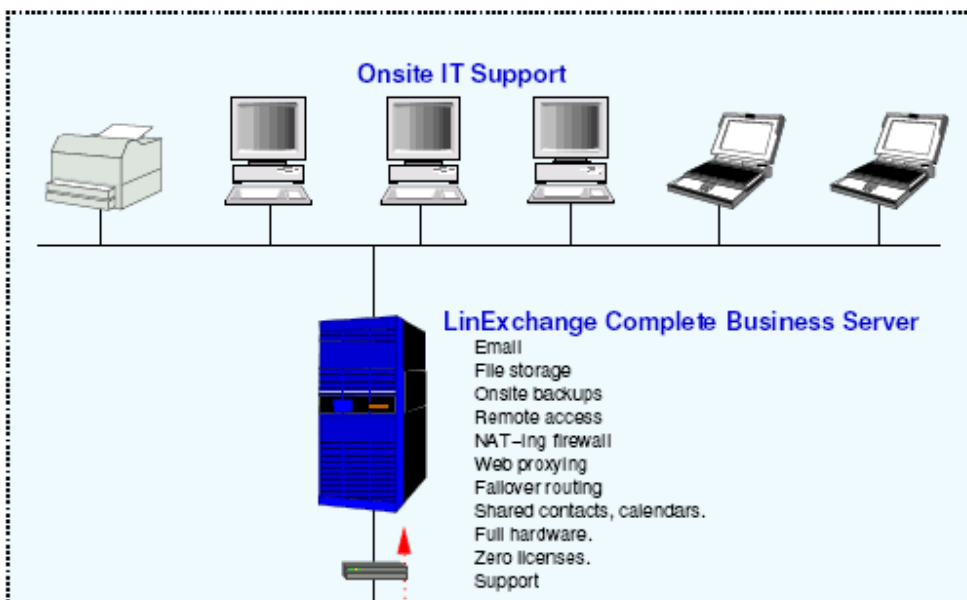 Onsite IT Support
LinExchange Complete Business Server
Email
File storage
Onsite backups
Remote access
NAT-ing firewall
Web proxying
Failover routing
Shared contacts, calendars.
Full hardware.
Zero licenses.
Support